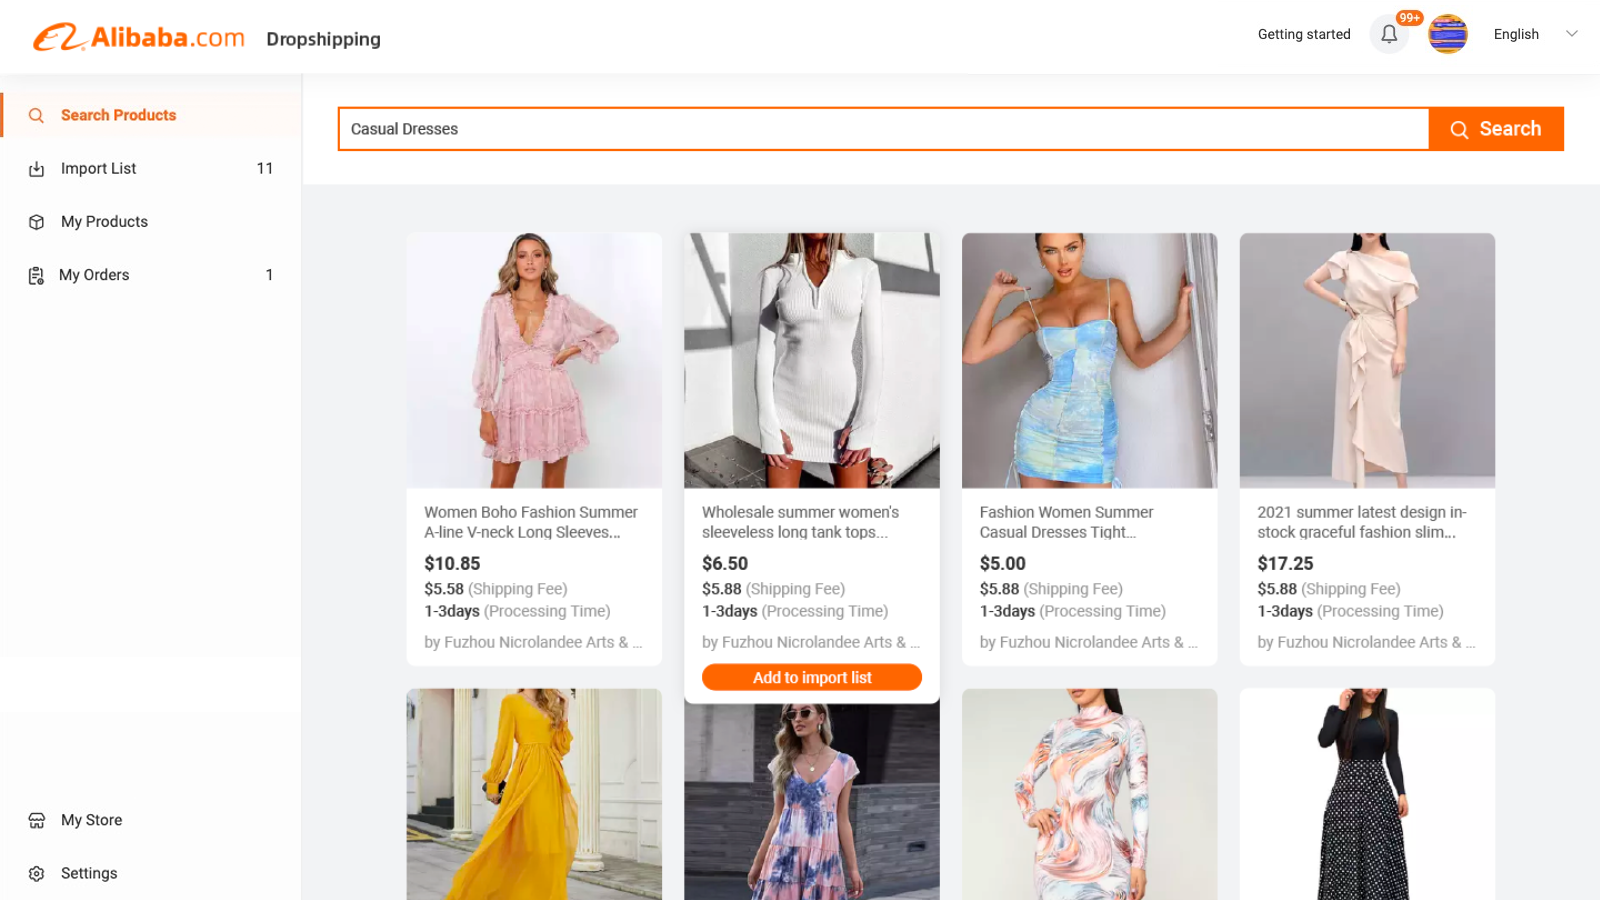 Alibaba.com Dropshipping
Getting started
99+
English
Search Products
Import List 11
My Products
My Orders 1
My Store
Settings
Casual Dresses
Search
Women Boho Fashion Summer
A-line V-neck Long Sleeves...
$10.85
$5.58 (Shipping Fee)
1-3days (Processing Time)
by Fuzhou Nicrolandee Arts & ...
Wholesale summer women's
sleeveless long tank tops...
$6.50
$5.88 (Shipping Fee)
1-3days (Processing Time)
by Fuzhou Nicrolandee Arts & ...
Add to import list
Fashion Women Summer
Casual Dresses Tight...
$5.00
$5.88 (Shipping Fee)
1-3days (Processing Time)
by Fuzhou Nicrolandee Arts & ...
2021 summer latest design in-
stock graceful fashion slim...
$17.25
$5.88 (Shipping Fee)
1-3days (Processing Time)
by Fuzhou Nicrolandee Arts & ...